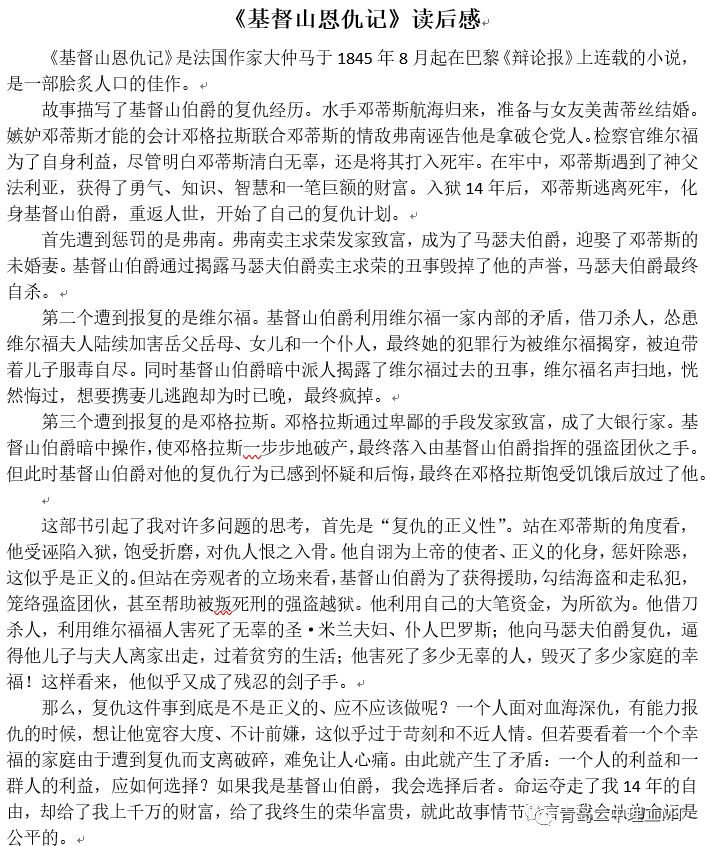 《基督山恩仇记》读后感
《基督山恩仇记》是法国作家大仲马于1845年8月起在巴黎《辩论报》上连载的小说，
是一部脍炙人口的佳作。
故事描写了基督山伯爵的复仇经历。水手邓蒂斯航海归来，准备与女友美茜蒂丝结婚。
嫉妒邓蒂斯才能的会计邓格拉斯联合邓蒂斯的情敌弗南诬告他是拿破仑党人。检察官维尔福
为了自身利益，尽管明白邓蒂斯清白无辜，还是将其打入死牢。在牢中，邓蒂斯遇到了神父
法利亚，获得了勇气、知识、智慧和一笔巨额的财富。入狱14年后，邓蒂斯逃离死牢，化
身基督山伯爵，重返人世，开始了自己的复仇计划。
首先遭到惩罚的是弗南。弗南卖主求荣发家致富，成为了马瑟夫伯爵，迎娶了邓蒂斯的
未婚妻。基督山伯爵通过揭露马瑟夫伯爵卖主求荣的丑事毁掉了他的声誉，马瑟夫伯爵最终
自杀。
第二个遭到报复的是维尔福。基督山伯爵利用维尔福一家内部的矛盾，借刀杀人，怂恿
维尔福夫人陆续加害岳父岳母、女儿和一个仆人，最终她的犯罪行为被维尔福揭穿，被迫带
着儿子服毒自尽。同时基督山伯爵暗中派人揭露了维尔福过去的丑事，维尔福名声扫地，恍
然悔过，想要携妻儿逃跑却为时已晚，最终疯掉。
第三个遭到报复的是邓格拉斯。邓格拉斯通过卑鄙的手段发家致富，成了大银行家。基
督山伯爵暗中操作，使邓格拉斯一步步地破产，最终落入由基督山伯爵指挥的强盗团伙之手。
但此时基督山伯爵对他的复仇行为已感到怀疑和后悔，最终在邓格拉斯饱受饥饿后放过了他。
这部书引起了我对许多问题的思考，首先是“复仇的正义性”。站在邓蒂斯的角度看，
他受诬陷入狱，饱受折磨，对仇人恨之入骨。他自诩为上帝的使者、正义的化身，惩奸除恶，
这似乎是正义的。但站在旁观者的立场来看，基督山伯爵为了获得援助，勾结海盗和走私犯，
笼络强盗团伙，甚至帮助被叛死刑的强盗越狱。他利用自己的大笔资金，为所欲为。他借刀
杀人，利用维尔福福人害死了无辜的圣·米兰夫妇、仆人巴罗斯；他向马瑟夫伯爵复仇，逼
得他儿子与夫人离家出走，过着贫穷的生活；他害死了多少无辜的人，毁灭了多少家庭的幸
福！这样看来，他似乎又成了残忍的刽子手。
那么，复仇这件事到底是不是正义的、应不应该做呢？一个人面对血海深仇，有能力报
仇的时候，想让他宽容大度、不计前嫌，这似乎过于苛刻和不近人情。但若要看着一个个幸
福的家庭由于遭到复仇而支离破碎，难免让人心痛。由此就产生了矛盾：一个人的利益和一
群人的利益，应如何选择？如果我是基督山伯爵，我会选择后者。命运夺走了我14年的自
由，却给了我上千万的财富，给了我终生的荣华富贵，就此故事情节
公平的。